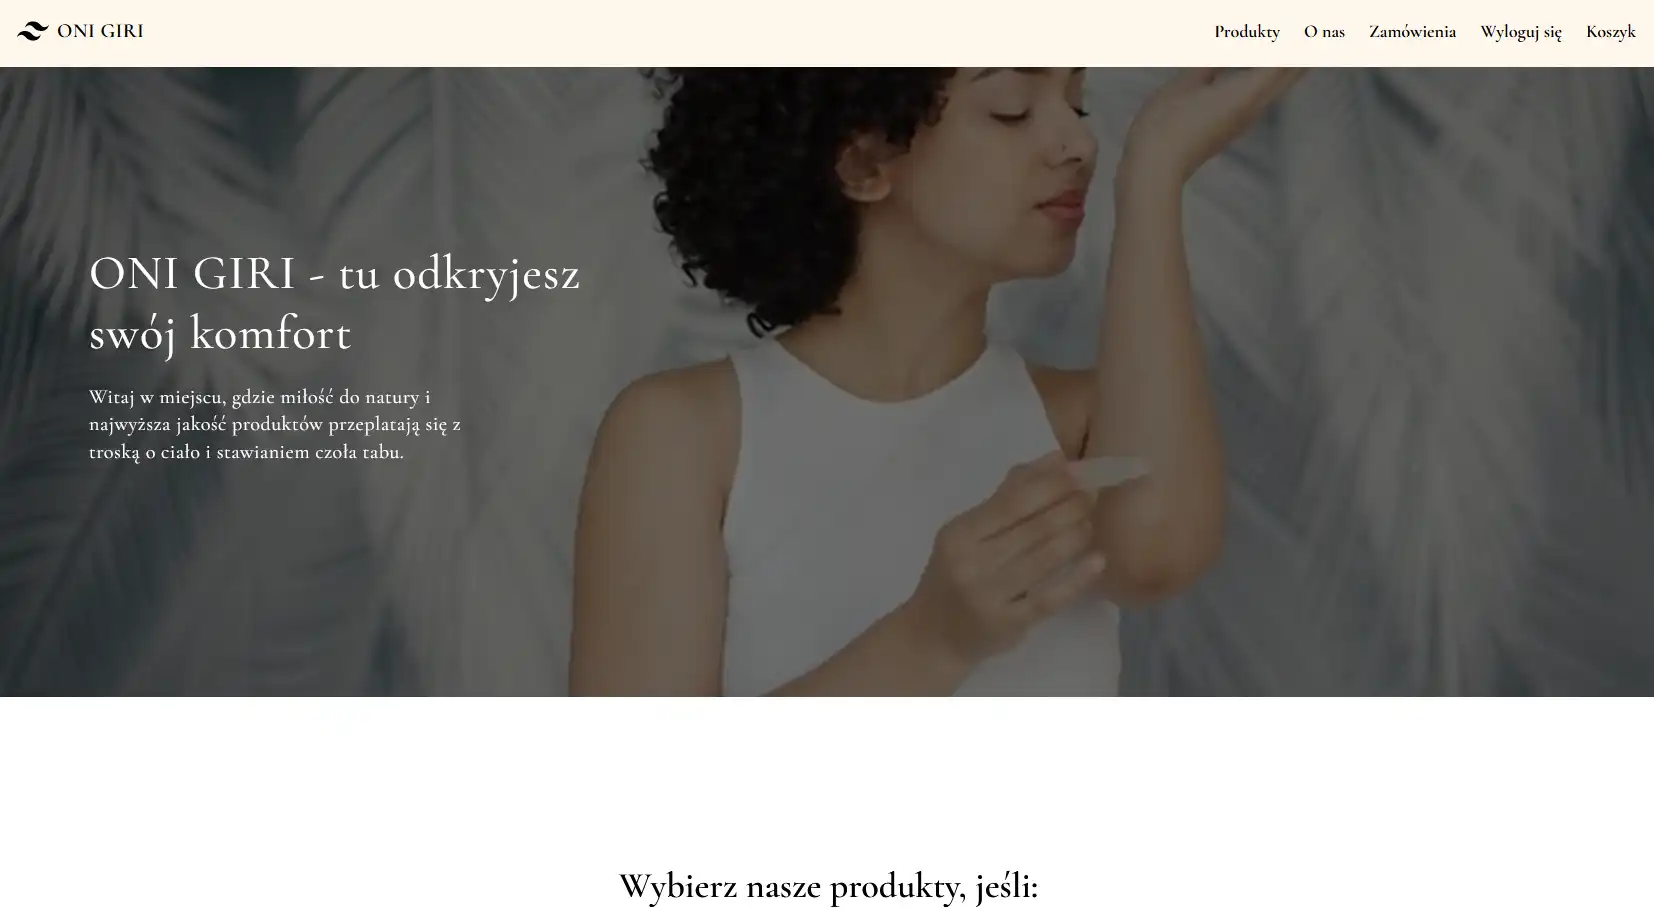 ONI GIRI
Produkty
O nas
Zamówienia
Wyloguj się
Koszyk
ONI GIRI - tu odkryjesz
swój komfort
Witaj w miejscu, gdzie miłość do natury i
najwyższa jakość produktów przeplatają się z
troską o ciało i stawianiem czoła tabu.
Wybierz nasze produkty, jeśli: